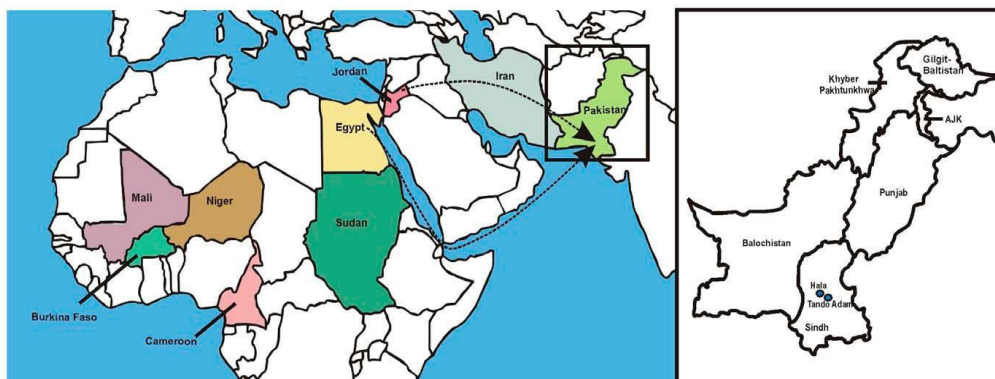 Jordan
Iran
Pakistan
Egypt
Mali
Niger
Sudan
Burkina Faso
Cameroon
Gilgit-
Baltistan
Khyber
Pakhtunkhwa
AJK
Punjab
Balochistan
Hala
Tando Adam
Sindh